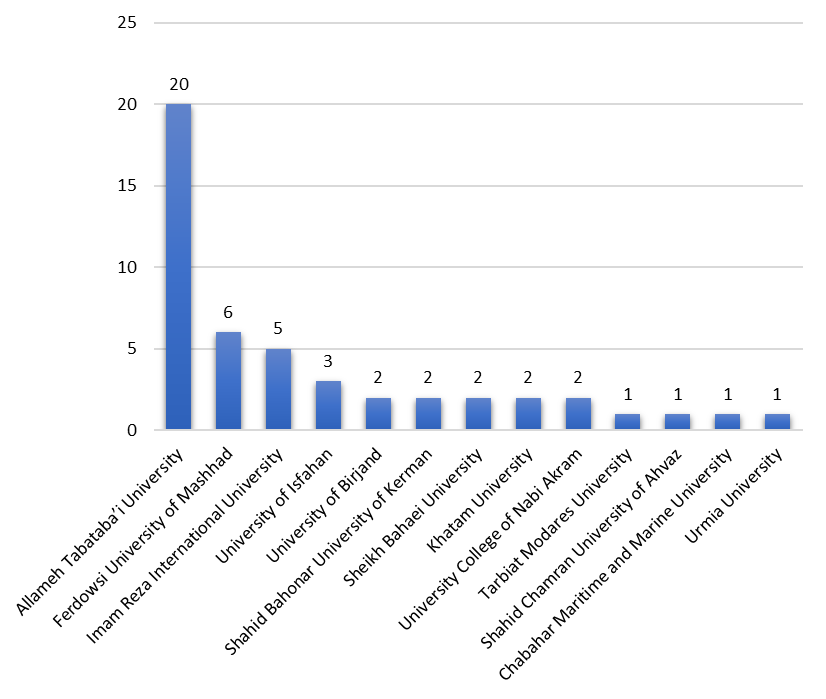 25
20
15
10
5
0
20
6
5
3
2
2
2
2
2
1
1
1
1
Allameh Tabataba'i University
Ferdowsi University of Mashhad
Imam Reza International University
University of Isfahan
University of Birjand
Shahid Bahonar University of Kerman
Sheikh Bahaei University
Khatam University
University College of Nabi Akram
Tarbiat Modares University
Shahid Chamran University of Ahvaz
Chabahar Maritime and Marine University
Urmia University